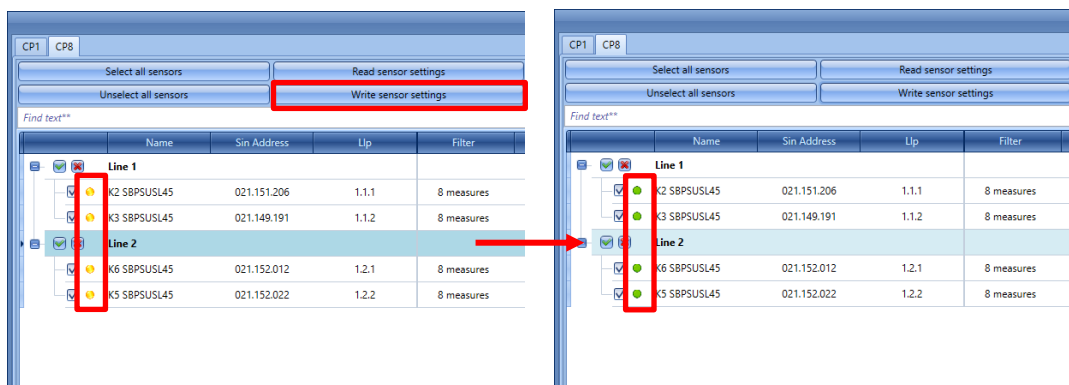 CP1 CP8
Select all sensors Read sensor settings
Unselect all sensors Write sensor settings
Find text**
Name Sin Address Llp Filter
Line 1
K2 SBPSUSL45 021.151.206 1.1.1 8 measures
K3 SBPSUSL45 021.149.191 1.1.2 8 measures
Line 2
K6 SBPSUSL45 021.152.012 1.2.1 8 measures
K5 SBPSUSL45 021.152.022 1.2.2 8 measures
CP1 CP8
Select all sensors Read sensor settings
Unselect all sensors Write sensor settings
Find text**
Name Sin Address Llp Filter
Line 1
K2 SBPSUSL45 021.151.206 1.1.1 8 measures
K3 SBPSUSL45 021.149.191 1.1.2 8 measures
Line 2
K6 SBPSUSL45 021.152.012 1.2.1 8 measures
K5 SBPSUSL45 021.152.022 1.2.2 8 measures